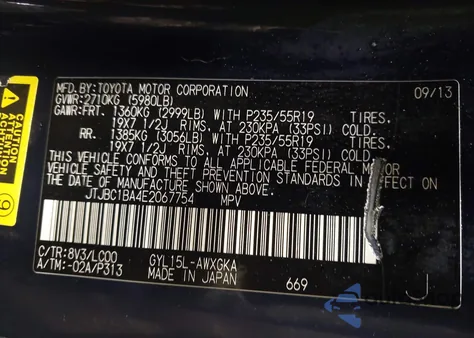 MFD.BY:TOYOTA MOTOR CORPORATION 09/13
GVWR:2710KG (5980LB)
GAWR:FRT. 1360KG (2999LB) WITH P235/55R19 TIRES.
19X7 1/2J RIMS. AT 230KPA (33PSI) COLD.
RR. 1385KG (3056LB) WITH P235/55R19 TIRES.
19X7 1/2J RIMS. AT 230KPA (33PSI) COLD.
THIS VEHICLE CONFORMS TO ALL APPLICABLE FEDERAL MOTOR
VEHICLE SAFETY AND THEFT PREVENTION STANDARDS IN EFFECT ON
THE DATE OF MANUFACTURE SHOWN ABOVE.
JTJBC1BA4E2067754 MPV
C/TR:8V3/LC00 GYL15L-AWXGKA
A/TM:-02A/P313 MADE IN JAPAN 669
CAUTION
ATTENTION